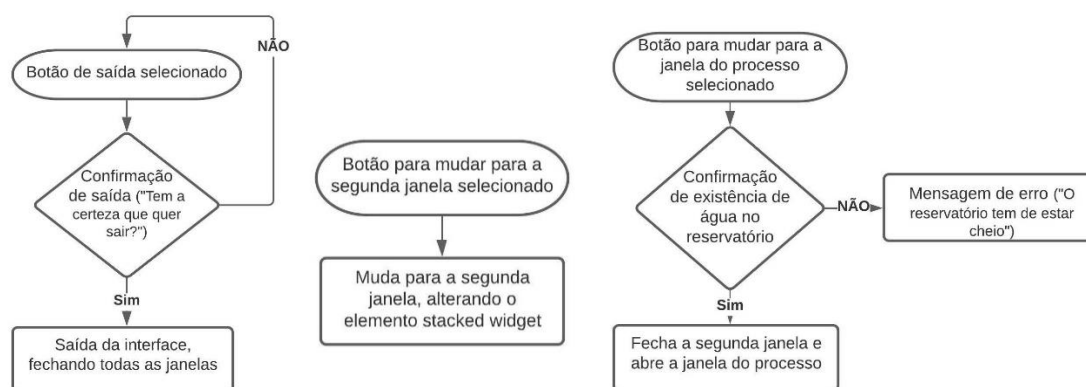 NÃO
Botão de saída selecionado
Confirmação
de saída ("Tem a
certeza que quer
sair?")
Sim
Saída da interface,
fechando todas as janelas
Botão para mudar para a
segunda janela selecionado
Muda para a segunda
janela, alterando o
elemento stacked widget
Botão para mudar para a
janela do processo
selecionado
Confirmação
de existência de
água no
reservatório
NÃO
Mensagem de erro ("O
reservatório tem de estar
cheio")
Sim
Fecha a segunda janela e
abre a janela do processo